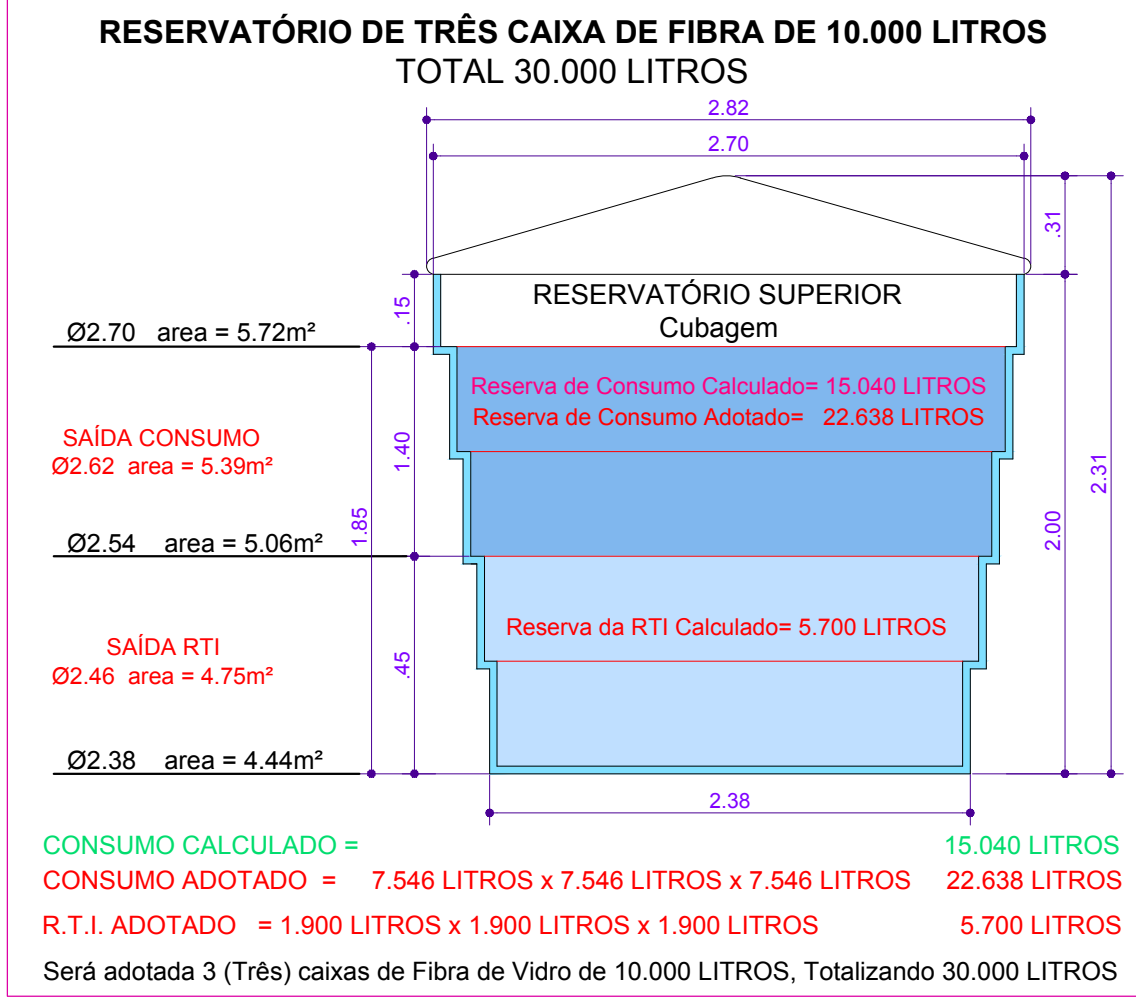 RESERVATÓRIO DE TRÊS CAIXA DE FIBRA DE 10.000 LITROS
TOTAL 30.000 LITROS
2.82
2.70
.31
.15
RESERVATÓRIO SUPERIOR
Cubagem
Ø2.70 area = 5.72m²
Reserva de Consumo Calculado= 15.040 LITROS
Reserva de Consumo Adotado= 22.638 LITROS
SAÍDA CONSUMO
Ø2.62 area = 5.39m²
1.40
2.31
1.85
2.00
Ø2.54 area = 5.06m²
Reserva da RTI Calculado= 5.700 LITROS
SAÍDA RTI
Ø2.46 area = 4.75m²
.45
Ø2.38 area = 4.44m²
2.38
CONSUMO CALCULADO = 15.040 LITROS
CONSUMO ADOTADO = 7.546 LITROS x 7.546 LITROS x 7.546 LITROS 22.638 LITROS
R.T.I. ADOTADO = 1.900 LITROS x 1.900 LITROS x 1.900 LITROS 5.700 LITROS
Será adotada 3 (Três) caixas de Fibra de Vidro de 10.000 LITROS, Totalizando 30.000 LITROS